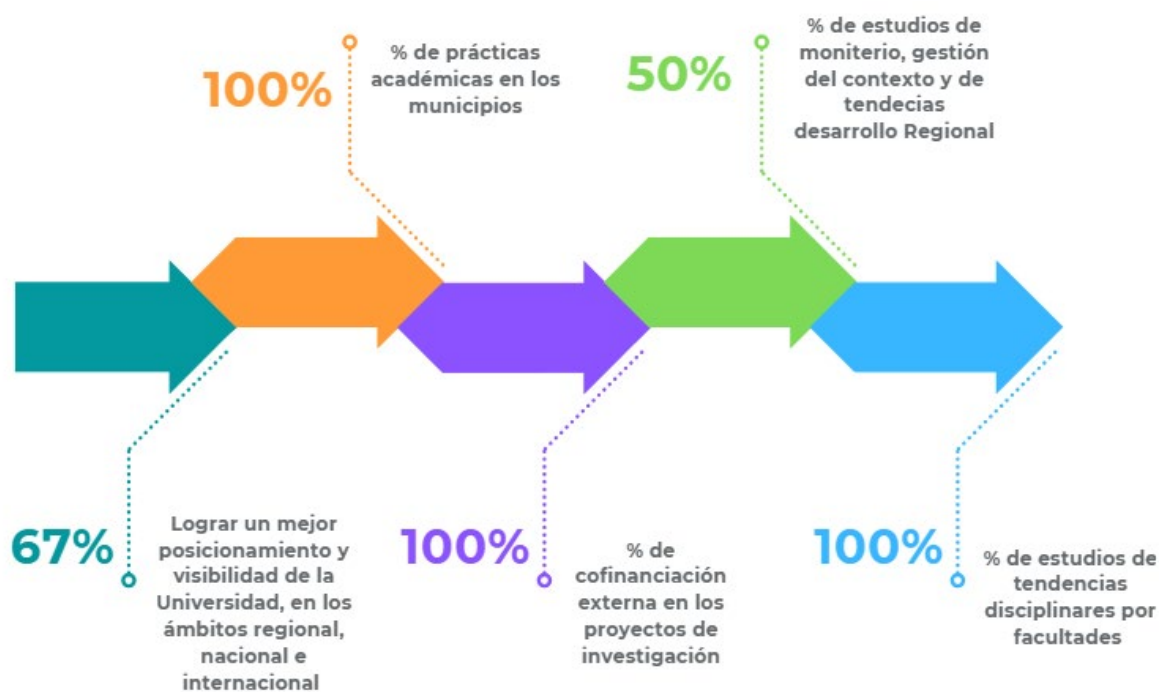 100%
% de prácticas
académicas en los
municipios
50%
% de estudios de
moniterio, gestión
del contexto y de
tendecias
desarrollo Regional
67%
Lograr un mejor
posicionamiento y
visibilidad de la
Universidad, en los
ámbitos regional,
nacional e
internacional
100%
% de
cofinanciación
externa en los
proyectos de
investigación
100%
% de estudios de
tendencias
disciplinares por
facultades